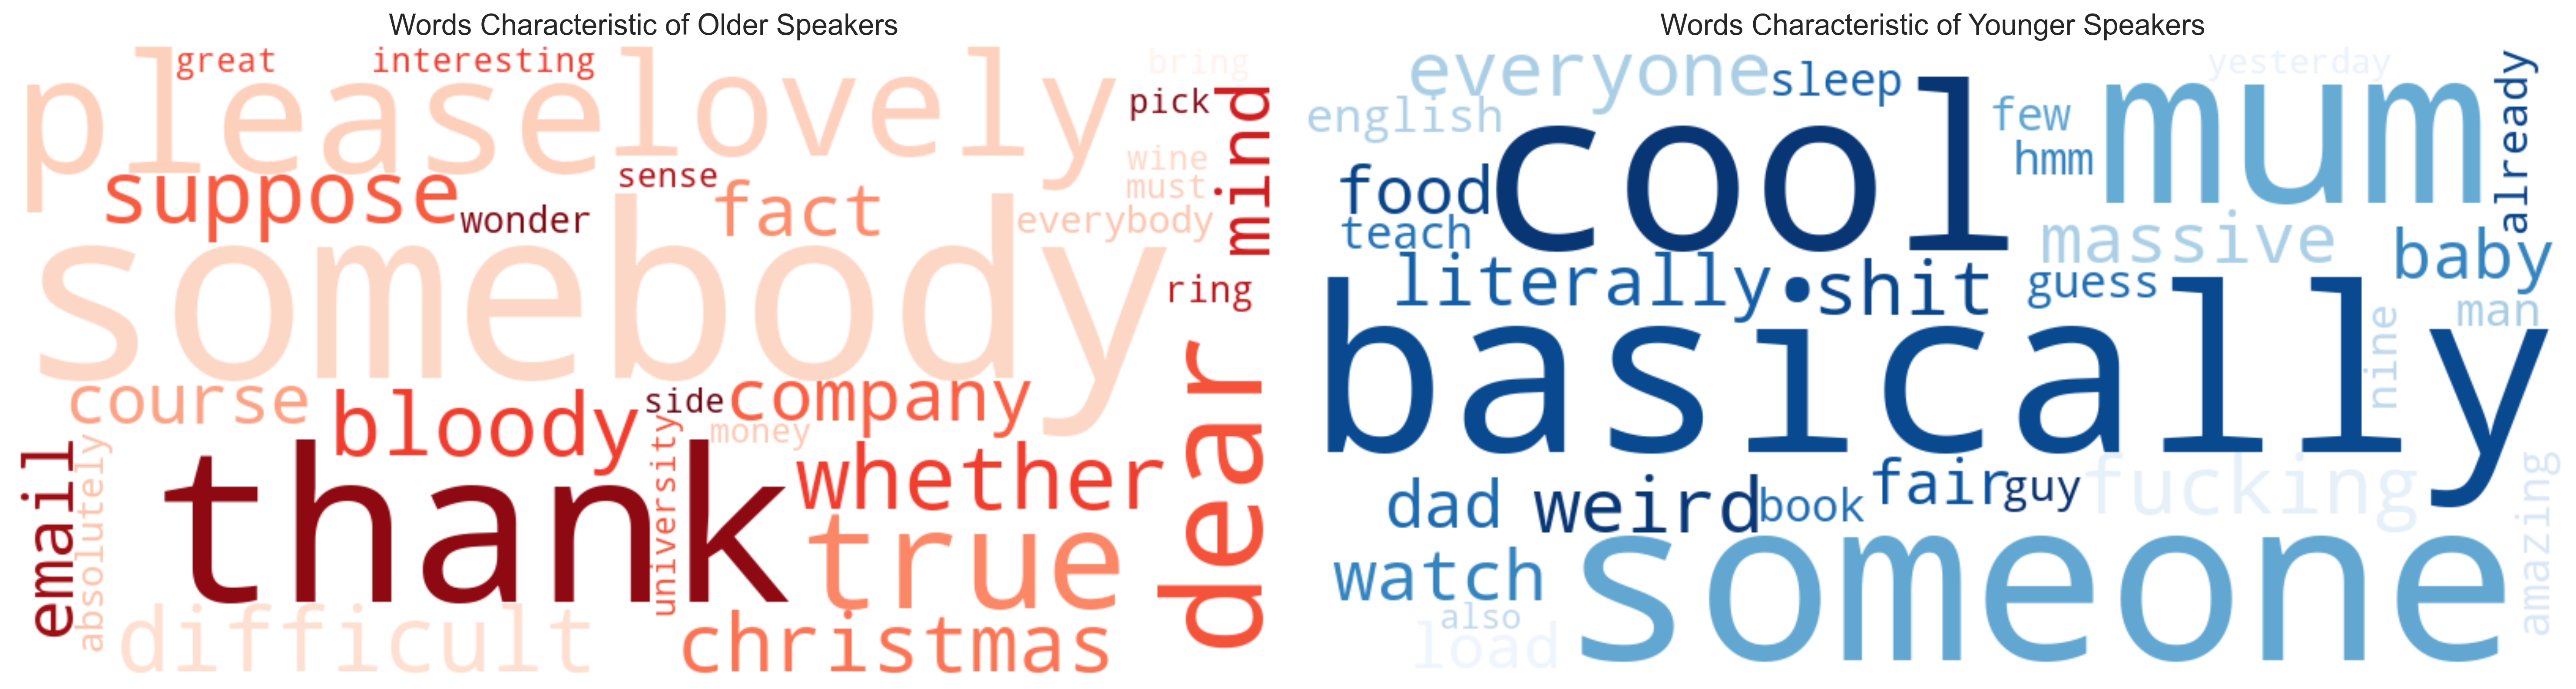 Words Characteristic of Older Speakers
great
interesting
bring
please
lovely
pick
mind
suppose
sense
wine
must
wonder
fact
everybody
somebody
ring
dear
course
bloody
side
company
money
email
absolutely
thank
university
whether
true
difficult
christmas
Words Characteristic of Younger Speakers
everyone
sleep
yesterday
already
english
cool
few
mum
food
hmm
teach
massive
baby
literally
•
shit
guess
man
basically
nine
dad
weird
book
fair
guy
fucking
amazing
watch
someone
also
load